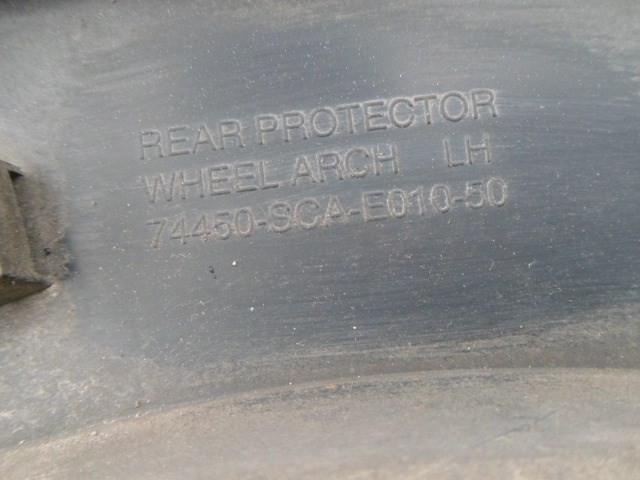 REAR PROTECTOR
WHEEL ARCH LH
74450-SCA-E010-50